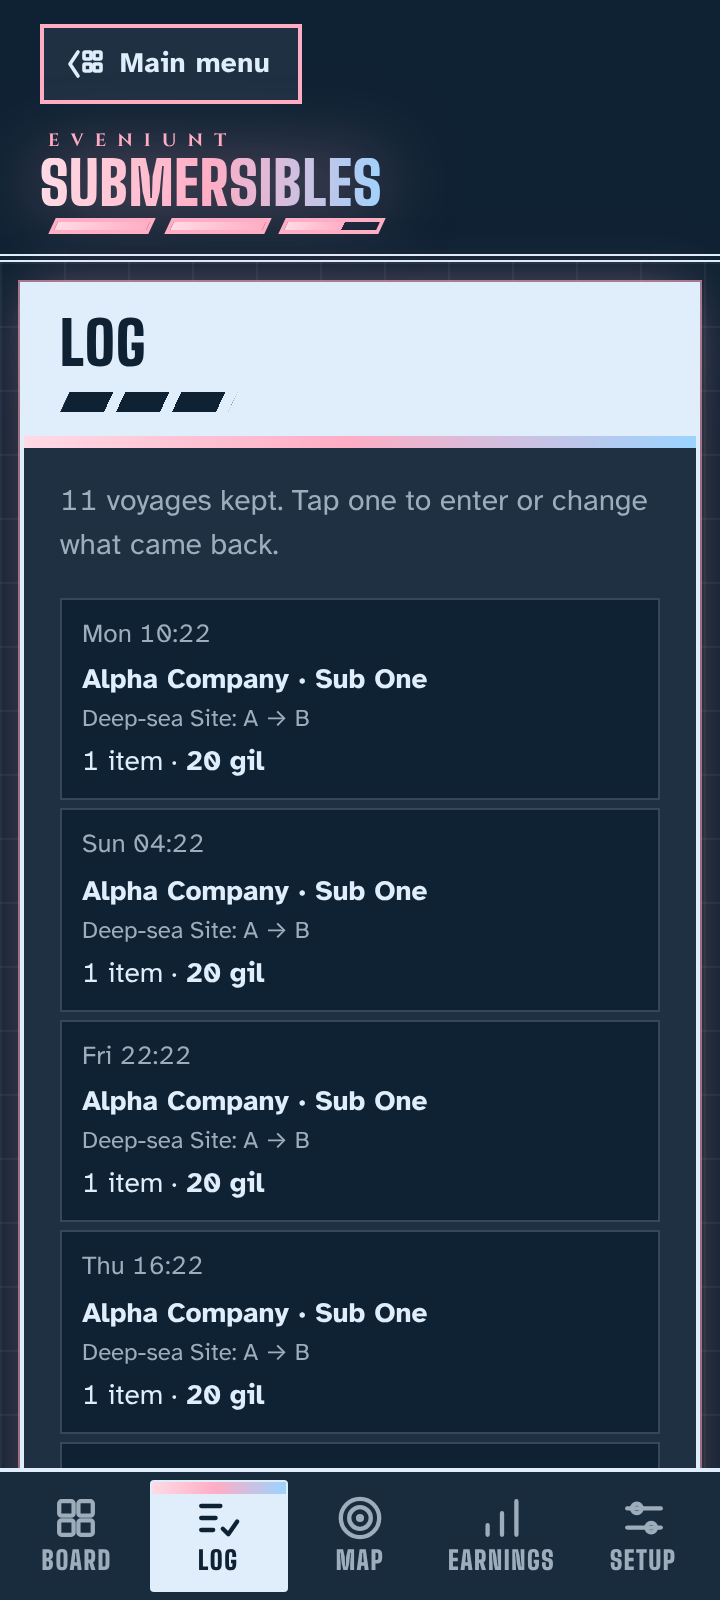 Main menu
EVENIUNT
SUBMERSIBLES
LOG
11 voyages kept. Tap one to enter or change
what came back.
Mon 10:22
Alpha Company · Sub One
Deep-sea Site: A → B
1 item · 20 gil
Sun 04:22
Alpha Company · Sub One
Deep-sea Site: A → B
1 item · 20 gil
Fri 22:22
Alpha Company · Sub One
Deep-sea Site: A → B
1 item · 20 gil
Thu 16:22
Alpha Company · Sub One
Deep-sea Site: A → B
1 item · 20 gil
BOARD
LOG
MAP
EARNINGS
SETUP